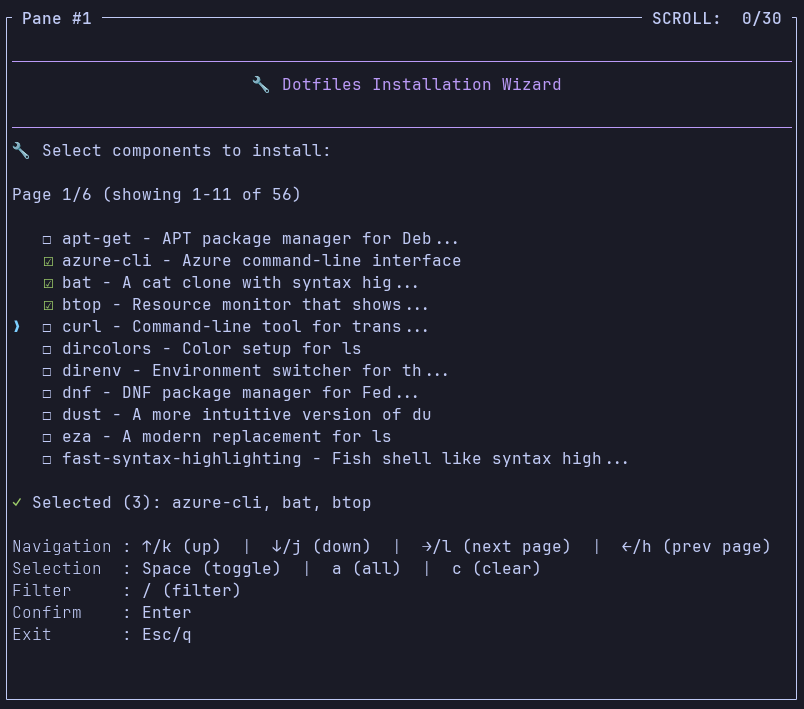 Pane #1 SCROLL: 0/30
🔧 Dotfiles Installation Wizard
🔧 Select components to install:
Page 1/6 (showing 1-11 of 56)
☐ apt-get - APT package manager for Deb...
☑ azure-cli - Azure command-line interface
☑ bat - A cat clone with syntax hig...
☑ btop - Resource monitor that shows...
❱ ☐ curl - Command-line tool for trans...
☐ dircolors - Color setup for ls
☐ direnv - Environment switcher for th...
☐ dnf - DNF package manager for Fed...
☐ dust - A more intuitive version of du
☐ eza - A modern replacement for ls
☐ fast-syntax-highlighting - Fish shell like syntax high...
✓ Selected (3): azure-cli, bat, btop
Navigation : ↑/k (up) | ↓/j (down) | →/l (next page) | ←/h (prev page)
Selection : Space (toggle) | a (all) | c (clear)
Filter : / (filter)
Confirm : Enter
Exit : Esc/q